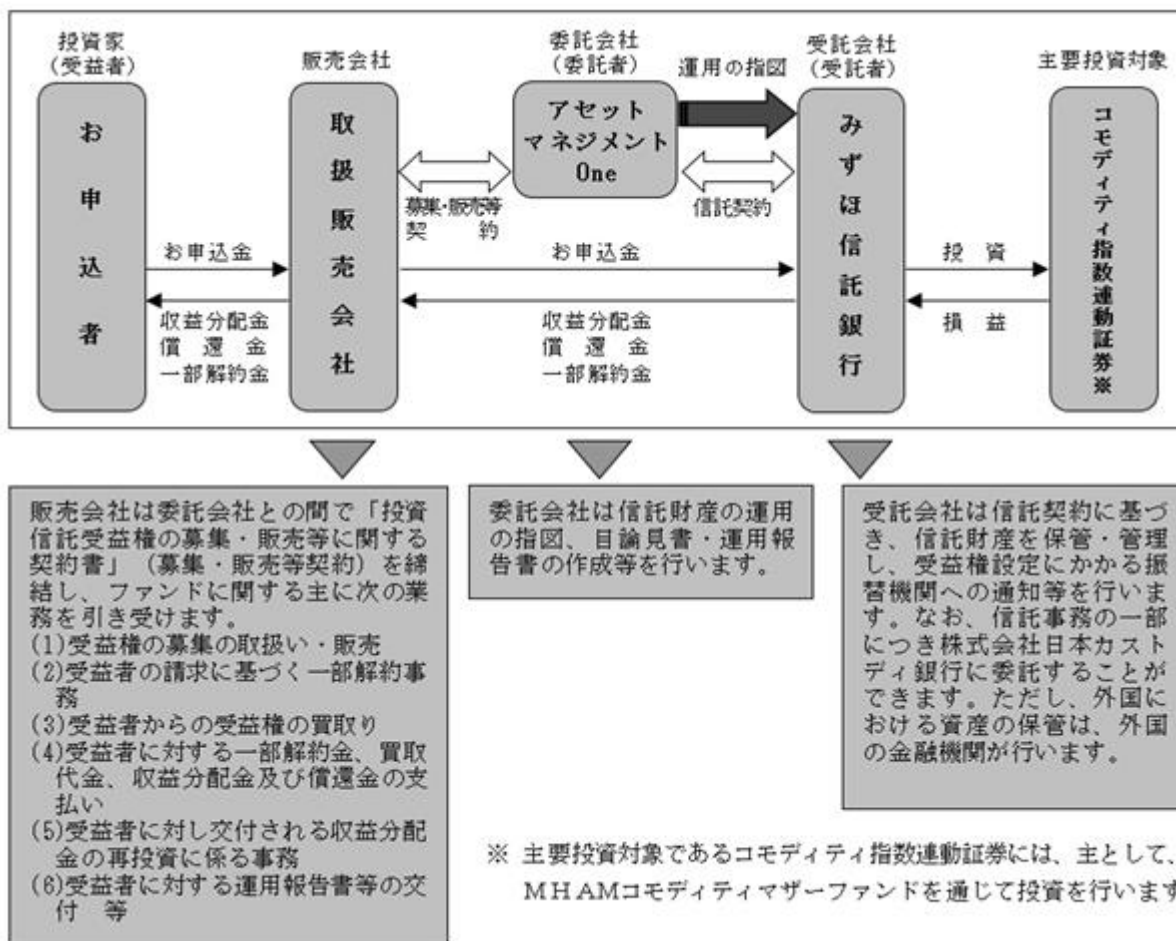 投資家
（受益者）
販売会社
委託会社
（委託者）
運用の指図
受託会社
（受託者）
主要投資対象
お申込者
取扱販売会社
アセット
マネジメント
One
みずほ信託銀行
コモディティ指数連動証券※
募集・販売等
契　　約
信託契約
お申込金
お申込金
投　資
収益分配金
償　還　金
一部解約金
収益分配金
償　還　金
一部解約金
損　益
販売会社は委託会社との間で「投資
信託受益権の募集・販売等に関する
契約書」（募集・販売等契約）を締
結し、ファンドに関する主に次の業
務を引き受けます。
(1)受益権の募集の取扱い・販売
(2)受益者の請求に基づく一部解約事
務
(3)受益者からの受益権の買取り
(4)受益者に対する一部解約金、買取
代金、収益分配金及び償還金の支
払い
(5)受益者に対し交付される収益分配
金の再投資に係る事務
(6)受益者に対する運用報告書等の交
付　等
委託会社は信託財産の運用
の指図、目論見書・運用報
告書の作成等を行います。
受託会社は信託契約に基づ
き、信託財産を保管・管理
し、受益権設定にかかる振
替機関への通知等を行いま
す。なお、信託事務の一部
につき株式会社日本カスト
ディ銀行に委託することが
できます。ただし、外国に
おける資産の保管は、外国
の金融機関が行います。
※ 主要投資対象であるコモディティ指数連動証券には、主として、
ＭＨＡＭコモディティマザーファンドを通じて投資を行います